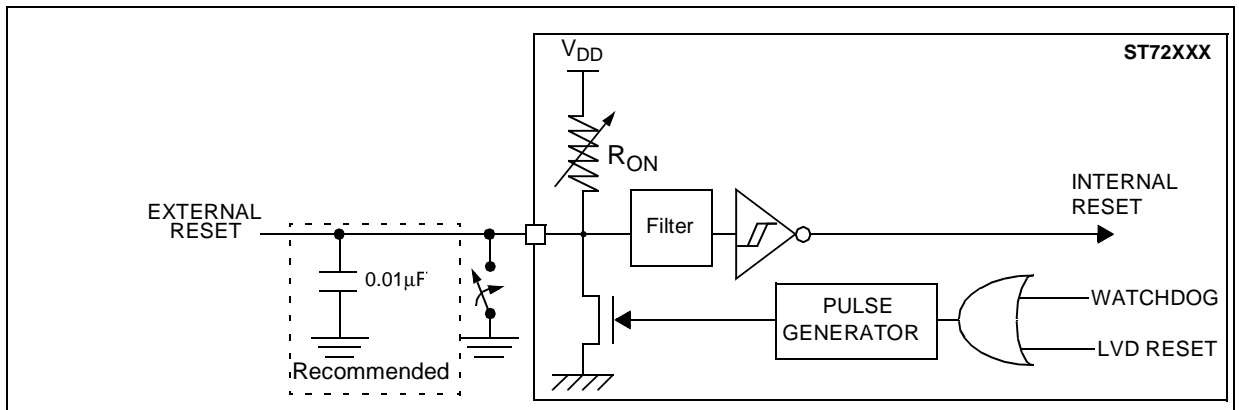 V_DD
ST72XXX
R_ON
INTERNAL
RESET
EXTERNAL
RESET
Filter
0.01μF
PULSE
GENERATOR
WATCHDOG
LVD RESET
Recommended